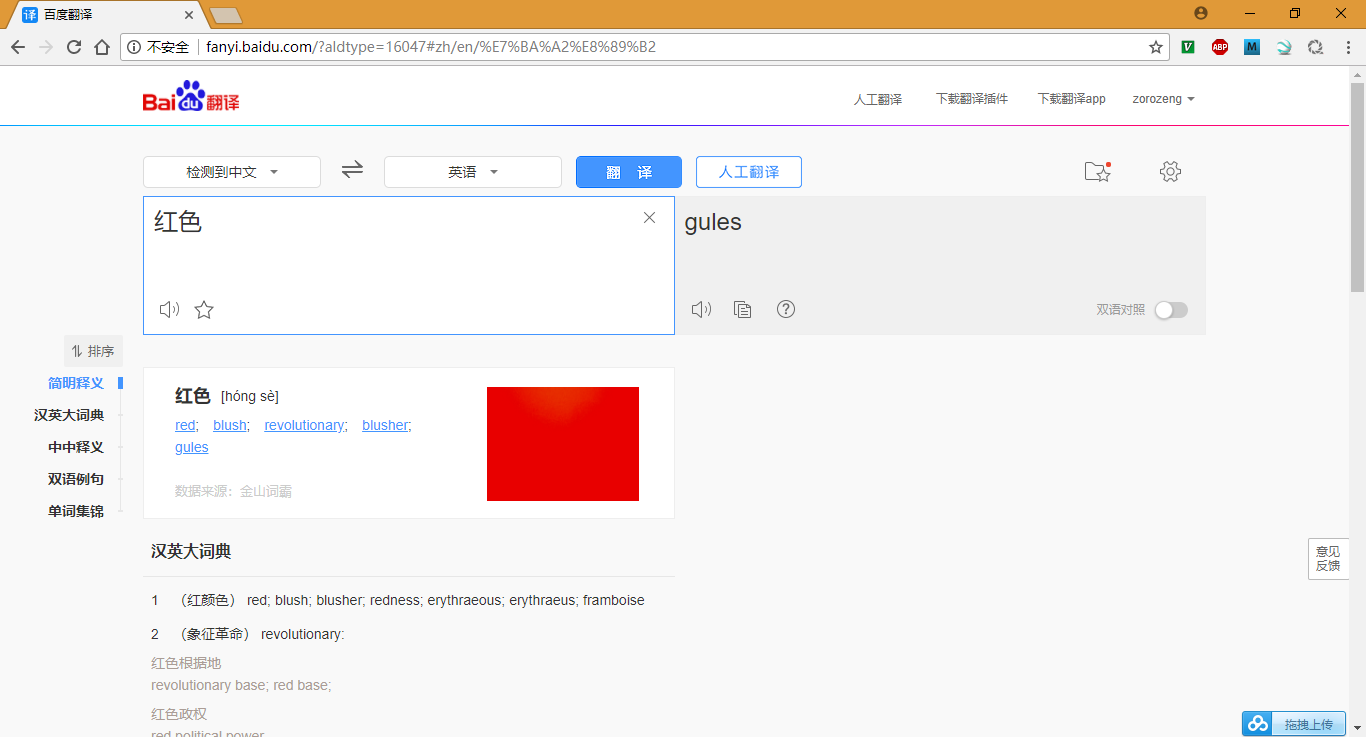 百度翻译
不安全 fanyi.baidu.com/?aldtype=16047#zh/en/%E7%BA%A2%E8%89%B2
ABP
M
Baidu翻译
人工翻译 下载翻译插件 下载翻译app zorozeng
检测到中文 英语 翻 译 人工翻译
红色
gules
双语对照
排序
简明释义
汉英大词典
中中释义
双语例句
单词集锦
红色 [hóng sè]
red; blush; revolutionary; blusher;
gules
数据来源：金山词霸
汉英大词典
1 （红颜色） red; blush; blusher; redness; erythraeous; erythraeus; framboise
2 （象征革命） revolutionary:
红色根据地
revolutionary base; red base;
红色政权
red political power
意见
反馈
拖拽上传